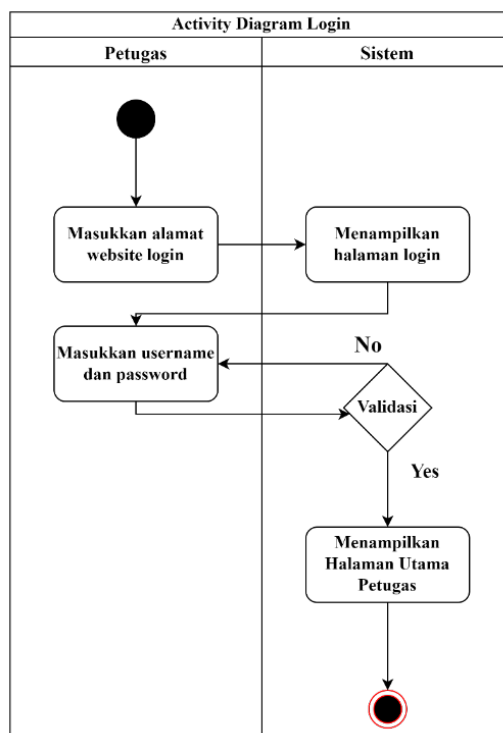 Activity Diagram Login
Petugas
Sistem
Masukkan alamat
website login
Menampilkan
halaman login
Masukkan username
dan password
No
Validasi
Yes
Menampilkan
Halaman Utama
Petugas